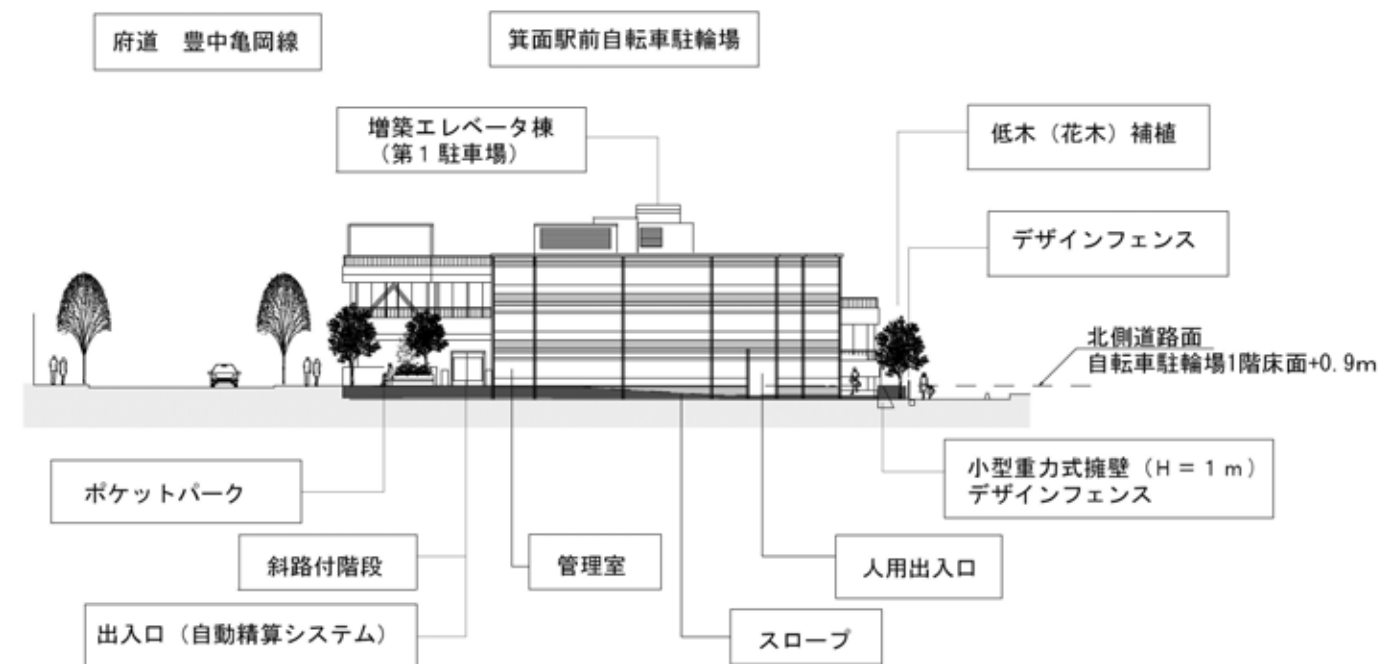 府道　豊中亀岡線
箕面駅前自転車駐輪場
増築エレベータ棟
（第１駐車場）
低木（花木）補植
デザインフェンス
北側道路面
自転車駐輪場1階床面+0.9m
ポケットパーク
小型重力式擁壁（Ｈ＝１ｍ）
デザインフェンス
斜路付階段
管理室
人用出入口
出入口（自動精算システム）
スロープ